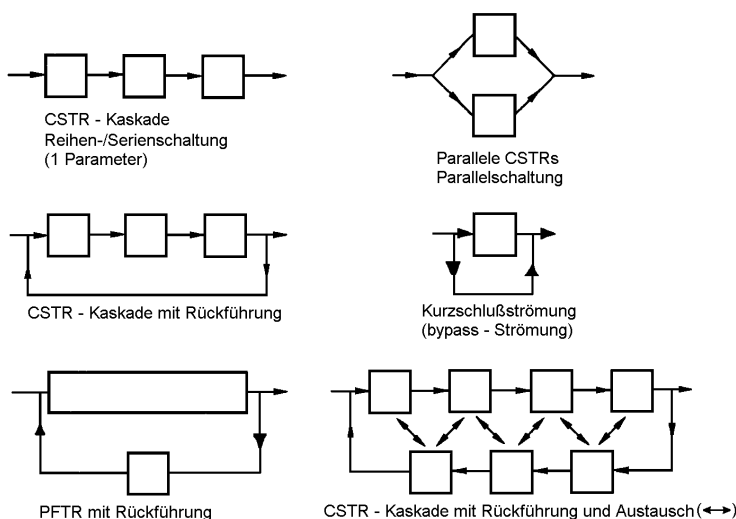 CSTR - Kaskade
Reihen-/Serienschaltung
(1 Parameter)
Parallele CSTRs
Parallelschaltung
CSTR - Kaskade mit Rückführung
Kurzschlußströmung
(bypass - Strömung)
PFTR mit Rückführung
CSTR - Kaskade mit Rückführung und Austausch (↔)